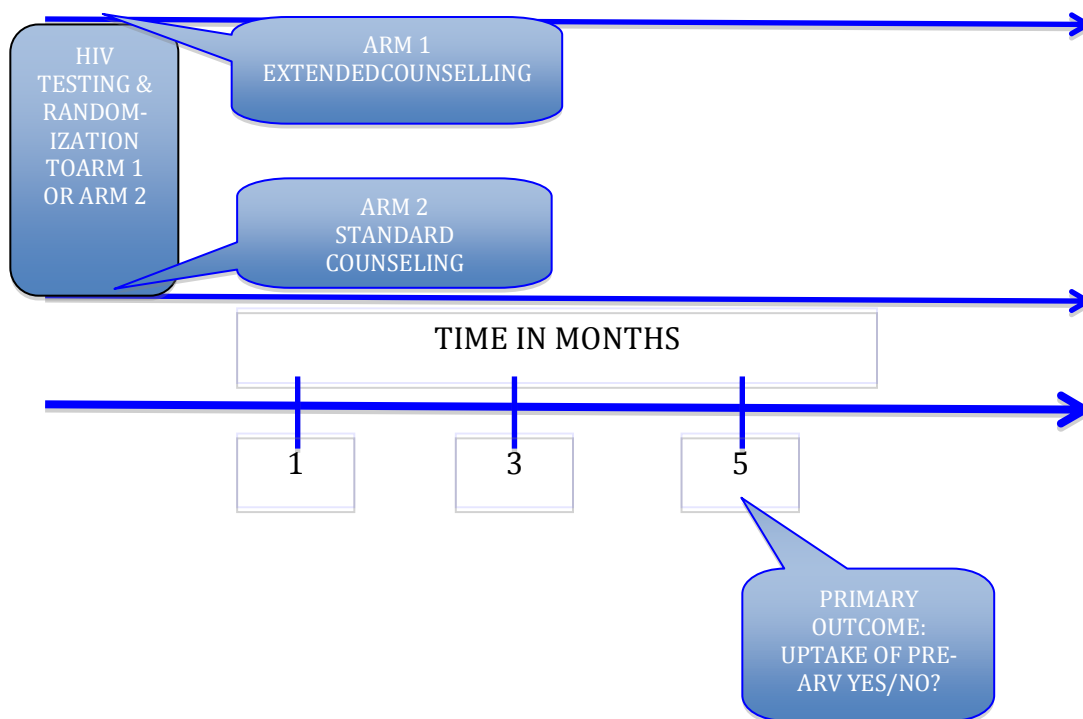 HIV
TESTING &
RANDOM-
IZATION
TOARM 1
OR ARM 2
ARM 1
EXTENDEDCOUNSELLING
ARM 2
STANDARD
COUNSELING
TIME IN MONTHS
1
3
5
PRIMARY
OUTCOME:
UPTAKE OF PRE-
ARV YES/NO?